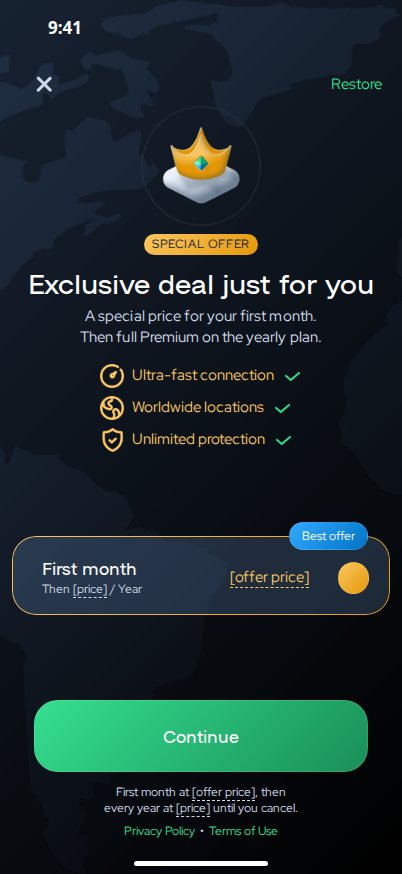 9:41
Restore
SPECIAL OFFER
Exclusive deal just for you
A special price for your first month.
Then full Premium on the yearly plan.
Ultra-fast connection
Worldwide locations
Unlimited protection
Best offer
First month
[offer price]
Then [price] / Year
Continue
First month at [offer price], then
every year at [price] until you cancel.
Privacy Policy • Terms of Use